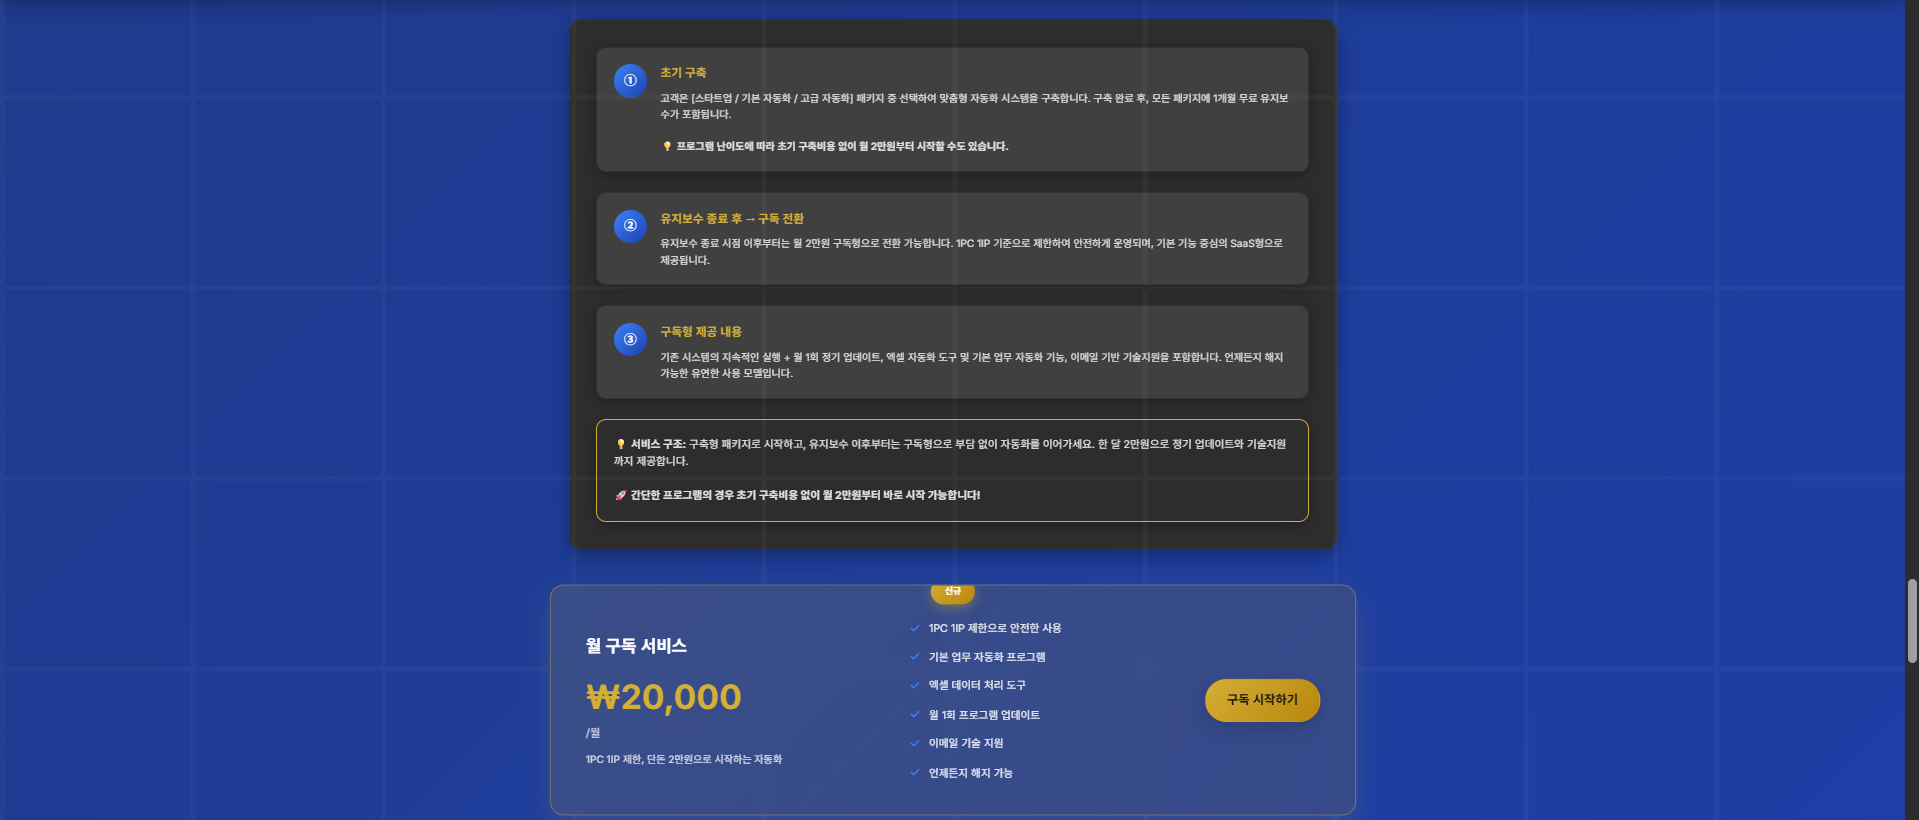 ①
초기 구축
고객은 [스타트업 / 기본 자동화 / 고급 자동화] 패키지 중 선택하여 맞춤형 자동화 시스템을 구축합니다. 구축 완료 후, 모든 패키지에 1개월 무료 유지보
수가 포함됩니다.
💡 프로그램 난이도에 따라 초기 구축비용 없이 월 2만원부터 시작할 수도 있습니다.
②
유지보수 종료 후 → 구독 전환
유지보수 종료 시점 이후부터는 월 2만원 구독형으로 전환 가능합니다. 1PC 1IP 기준으로 제한하여 안전하게 운영되며, 기본 기능 중심의 SaaS형으로
제공됩니다.
③
구독형 제공 내용
기존 시스템의 지속적인 실행 + 월 1회 정기 업데이트, 엑셀 자동화 도구 및 기본 업무 자동화 기능, 이메일 기반 기술지원을 포함합니다. 언제든지 해지
가능한 유연한 사용 모델입니다.
💡 서비스 구조: 구축형 패키지로 시작하고, 유지보수 이후부터는 구독형으로 부담 없이 자동화를 이어가세요. 한 달 2만원으로 정기 업데이트와 기술지원
까지 제공합니다.
🚀 간단한 프로그램의 경우 초기 구축비용 없이 월 2만원부터 바로 시작 가능합니다!
신규
월 구독 서비스
₩20,000
/월
1PC 1IP 제한, 단돈 2만원으로 시작하는 자동화
1PC 1IP 제한으로 안전한 사용
기본 업무 자동화 프로그램
엑셀 데이터 처리 도구
월 1회 프로그램 업데이트
이메일 기술 지원
언제든지 해지 가능
구독 시작하기